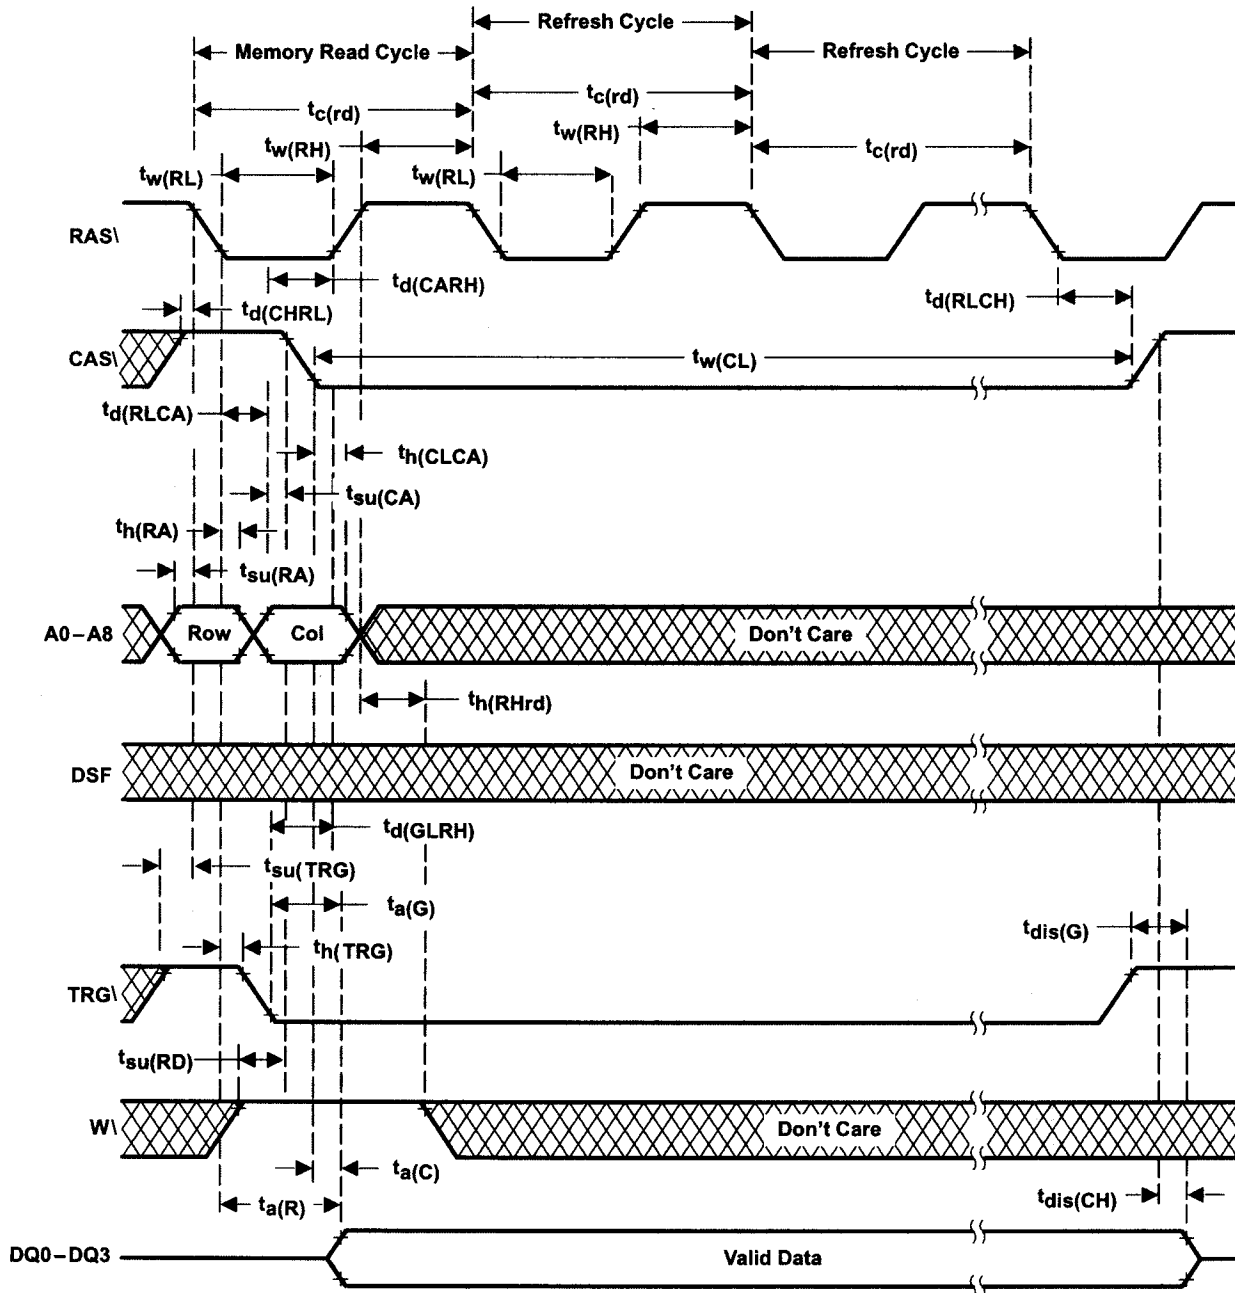 Refresh Cycle
Memory Read Cycle
Refresh Cycle
tc(rd)
tc(rd)
tw(RH)
tw(RH)
tc(rd)
tw(RL)
tw(RL)
RAS\
td(CARH)
td(CHRL)
td(RLCH)
CAS\
tw(CL)
td(RLCA)
th(CLCA)
tsu(CA)
th(RA)
tsu(RA)
A0–A8
Row
Col
Don't Care
th(RHrd)
DSF
Don't Care
td(GLRH)
tsu(TRG)
ta(G)
tdis(G)
th(TRG)
TRG\
tsu(RD)
W\
Don't Care
ta(C)
ta(R)
tdis(CH)
DQ0–DQ3
Valid Data